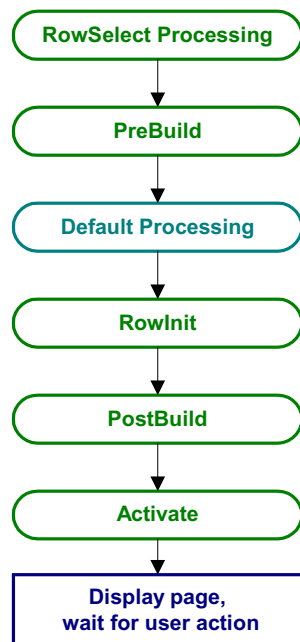 RowSelect Processing
PreBuild
Default Processing
RowInit
PostBuild
Activate
Display page,
wait for user action